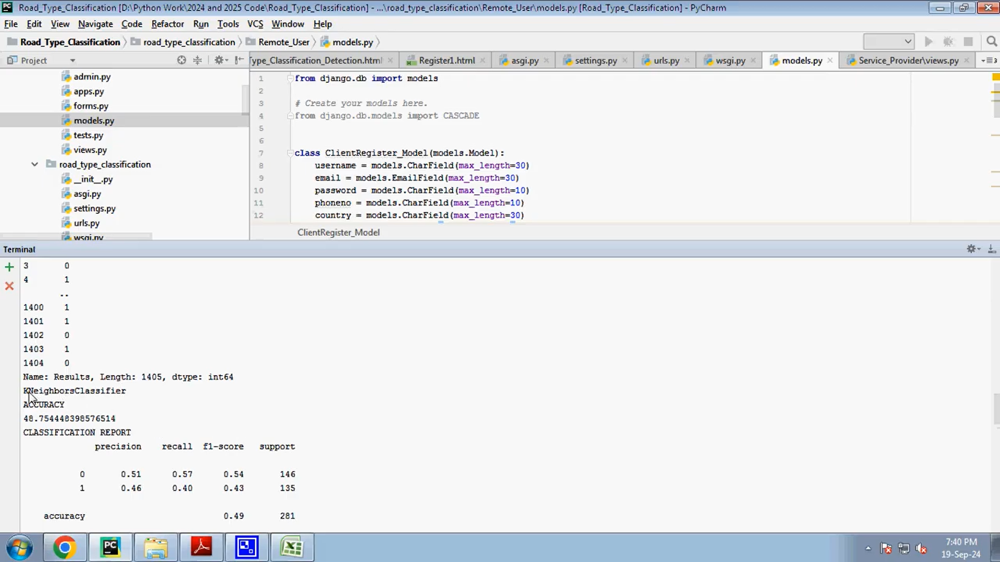 Road_Type_Classification [D:\Python Work\2024 and 2025 Code\Road_Type_Classification] - ...\road_type_classification\Remote_User\models.py [Road_Type_Classification] - PyCharm
File Edit View Navigate Code Refactor Run Tools VCS Window Help
Road_Type_Classification road_type_classification Remote_User models.py
Project
ype_Classification_Detection.html Register1.html asgi.py settings.py urls.py wsgi.py models.py Service_Provider\views.py
3
admin.py
apps.py
forms.py
models.py
tests.py
views.py
road_type_classification
__init__.py
asgi.py
settings.py
urls.py
wsgi.py
1 from django.db import models
2
3 # Create your models here.
4 from django.db.models import CASCADE
5
6
7 class ClientRegister_Model(models.Model):
8 username = models.CharField(max_length=30)
9 email = models.EmailField(max_length=30)
10 password = models.CharField(max_length=10)
11 phoneno = models.CharField(max_length=10)
12 country = models.CharField(max_length=30)
ClientRegister_Model
Terminal
3 0
4 1
..
1400 1
1401 1
1402 0
1403 1
1404 0
Name: Results, Length: 1405, dtype: int64
KNeighborsClassifier
ACCURACY
48.754448398576514
CLASSIFICATION REPORT
precision recall f1-score support
0 0.51 0.57 0.54 146
1 0.46 0.40 0.43 135
accuracy 0.49 281
PC
7:40 PM
19-Sep-24